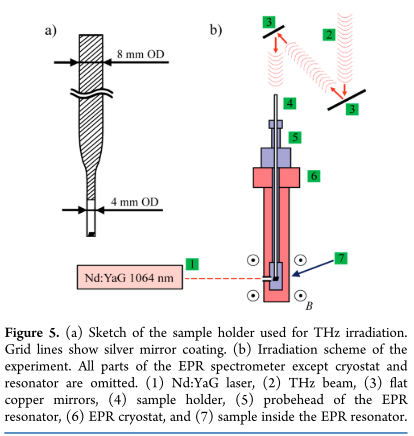 a)
8 mm OD
4 mm OD
b)
3
2
3
4
5
6
1
7
Nd:YaG 1064 nm
B
Figure 5. (a) Sketch of the sample holder used for THz irradiation.
Grid lines show silver mirror coating. (b) Irradiation scheme of the
experiment. All parts of the EPR spectrometer except cryostat and
resonator are omitted. (1) Nd:YaG laser, (2) THz beam, (3) flat
copper mirrors, (4) sample holder, (5) probehead of the EPR
resonator, (6) EPR cryostat, and (7) sample inside the EPR resonator.